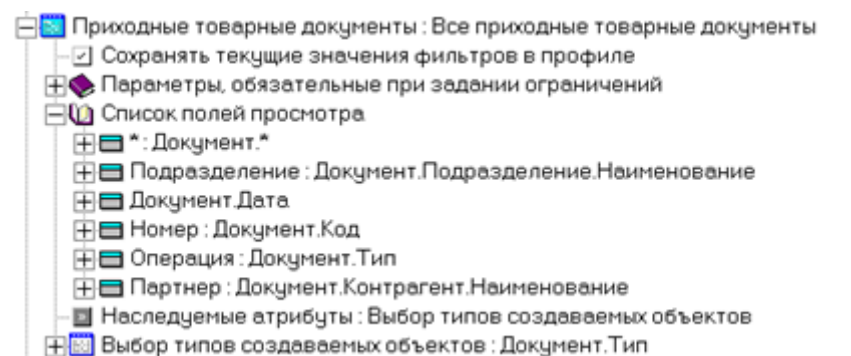 Приходные товарные документы : Все приходные товарные документы
Сохранять текущие значения фильтров в профиле
Параметры, обязательные при задании ограничений
Список полей просмотра
* : Документ.*
Подразделение : Документ.Подразделение.Наименование
Документ.Дата
Номер : Документ.Код
Операция : Документ.Тип
Партнер : Документ.Контрагент.Наименование
Наследуемые атрибуты : Выбор типов создаваемых объектов
Выбор типов создаваемых объектов : Документ.Тип